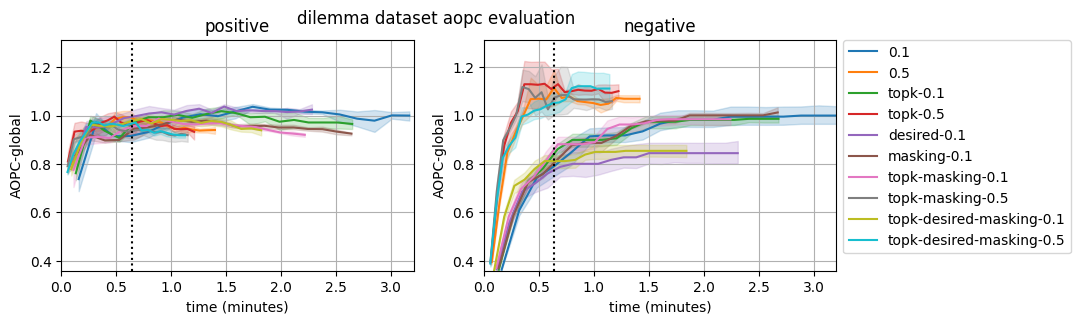 dilemma dataset aopc evaluation
positive
AOPC-global
1.2
1.0
0.8
0.6
0.4
0.0 0.5 1.0 1.5 2.0 2.5 3.0
time (minutes)
negative
AOPC-global
1.2
1.0
0.8
0.6
0.4
0.0 0.5 1.0 1.5 2.0 2.5 3.0
time (minutes)
0.1
0.5
topk-0.1
topk-0.5
desired-0.1
masking-0.1
topk-masking-0.1
topk-masking-0.5
topk-desired-masking-0.1
topk-desired-masking-0.5